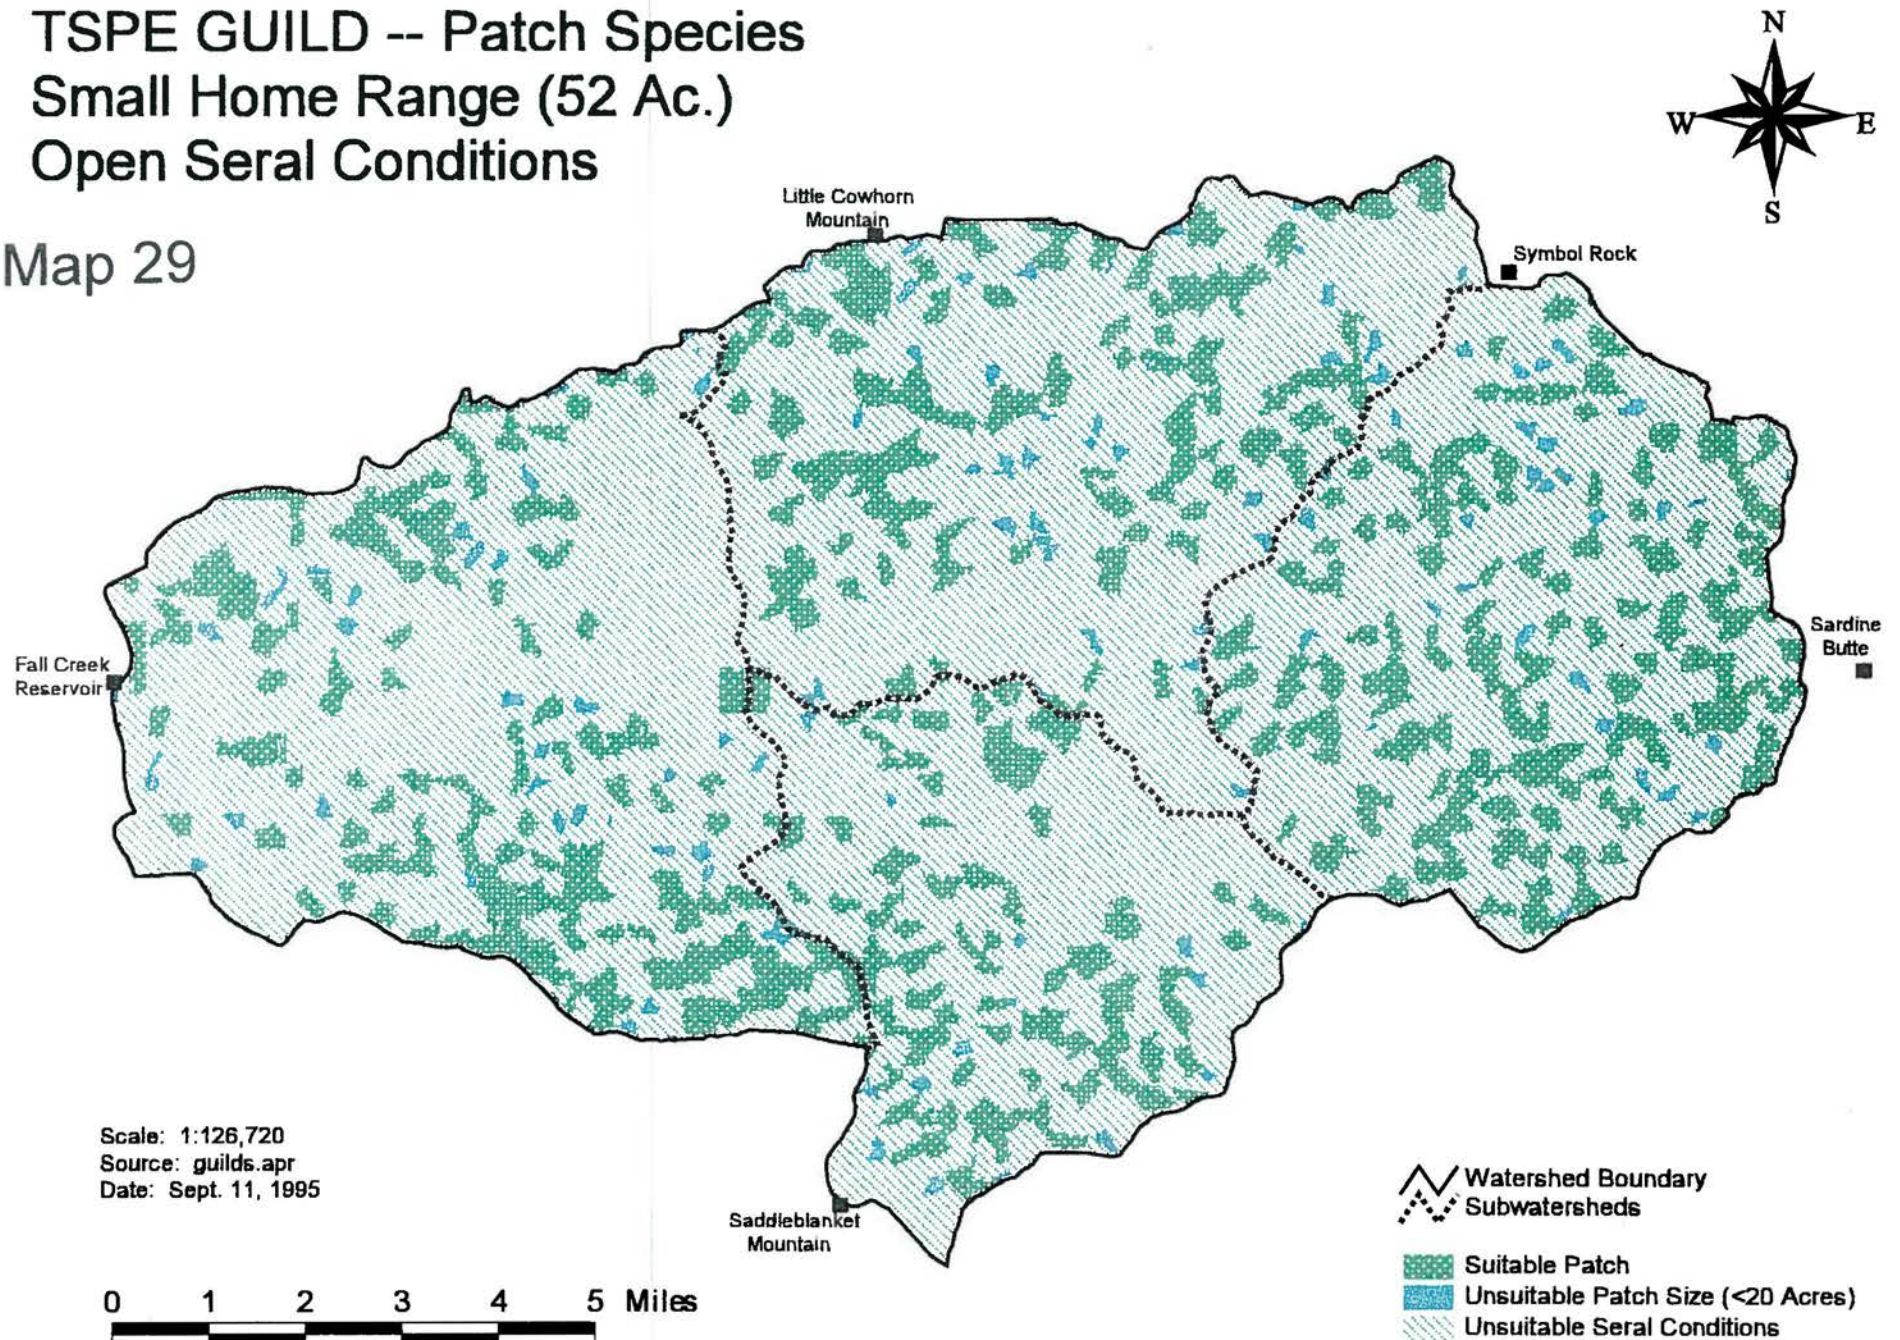 TSPE GUILD -- Patch Species
Small Home Range (52 Ac.)
Open Seral Conditions
Map 29
N
W
E
S
Little Cowhorn
Mountain
Symbol Rock
Sardine
Butte
Fall Creek
Reservoir
Saddleblanket
Mountain
Scale: 1:126,720
Source: guilds.apr
Date: Sept. 11, 1995
0 1 2 3 4 5 Miles
Watershed Boundary
Subwatersheds
Suitable Patch
Unsuitable Patch Size (<20 Acres)
Unsuitable Seral Conditions